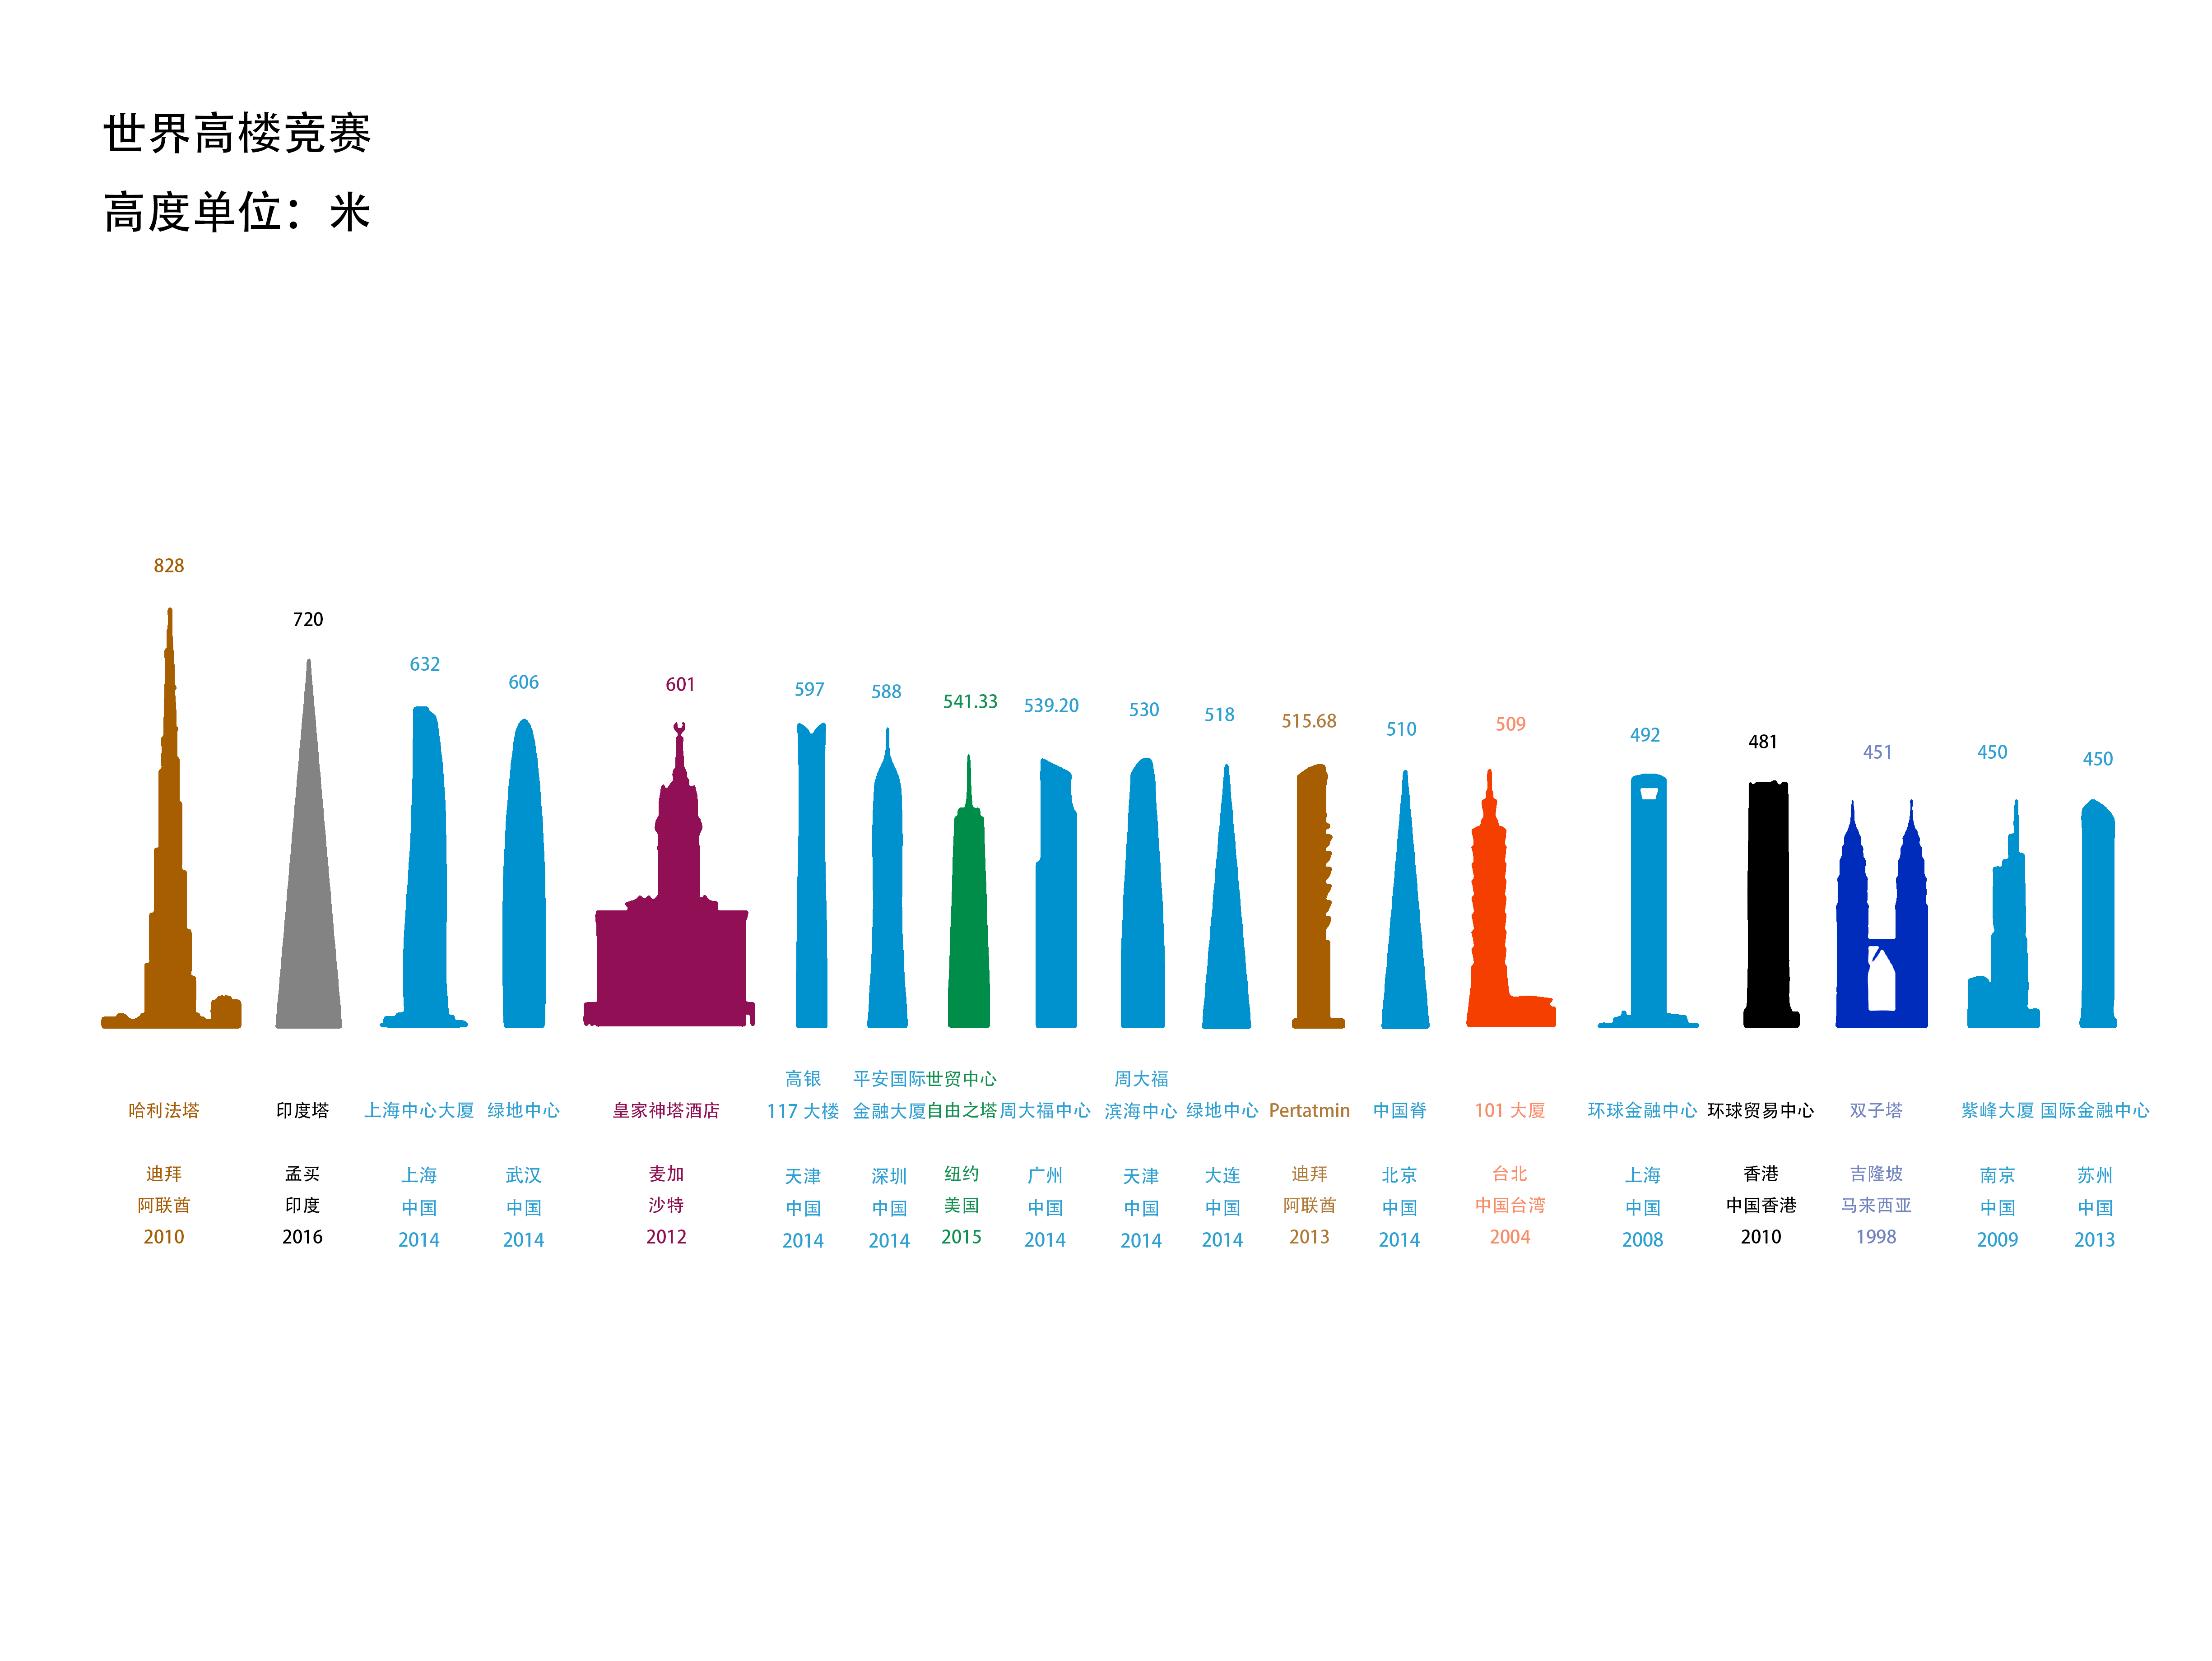 世界高楼竞赛
高度单位：米
828
720
632
606
601
597
588
541.33
539.20
530
518
515.68
510
509
492
481
451
450
450
哈利法塔
迪拜
阿联酋
2010
印度塔
孟买
印度
2016
上海中心大厦
上海
中国
2014
绿地中心
武汉
中国
2014
皇家神塔酒店
麦加
沙特
2012
高银
117 大楼
天津
中国
2014
平安国际
金融大厦
深圳
中国
2014
世贸中心
自由之塔
纽约
美国
2015
周大福中心
广州
中国
2014
周大福
滨海中心
天津
中国
2014
绿地中心
大连
中国
2014
Pertatmin
迪拜
阿联酋
2013
中国脊
北京
中国
2014
101 大厦
台北
中国台湾
2004
环球金融中心
上海
中国
2008
环球贸易中心
香港
中国香港
2010
双子塔
吉隆坡
马来西亚
1998
紫峰大厦
南京
中国
2009
国际金融中心
苏州
中国
2013